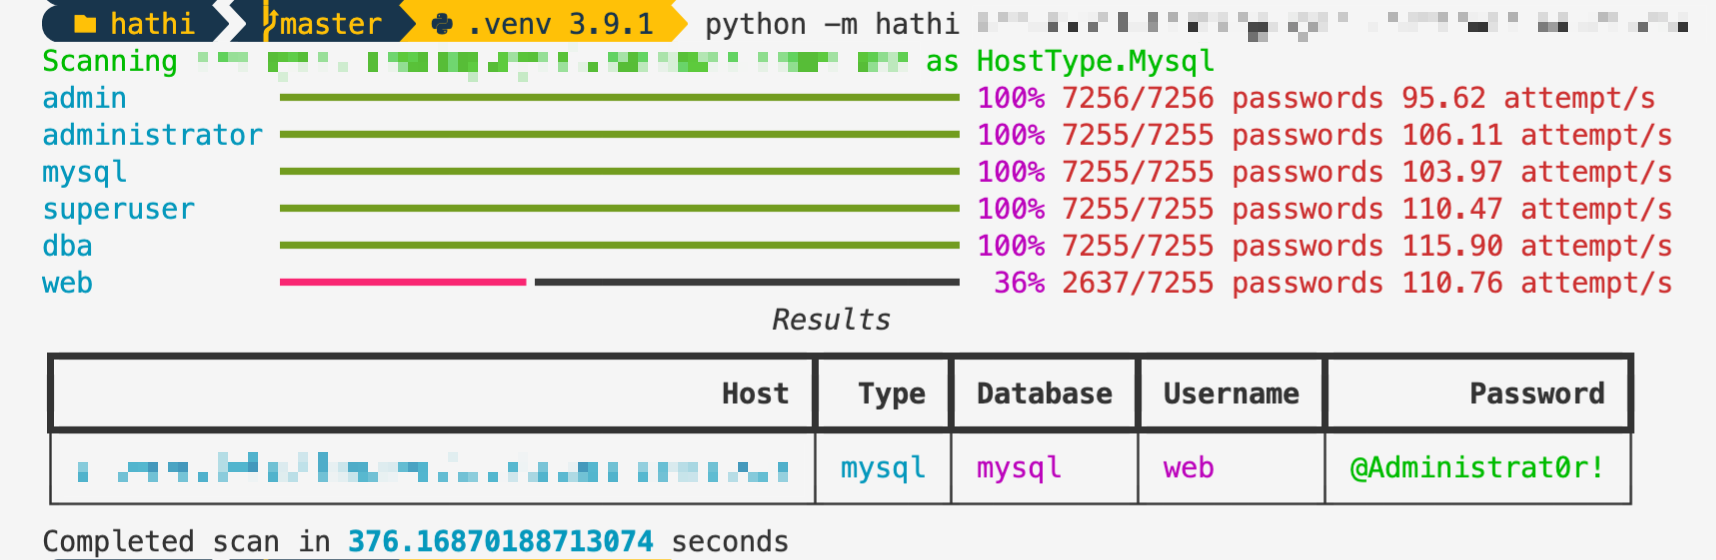 hathi master .venv 3.9.1 python -m hathi
Scanning as HostType.Mysql
admin 100% 7256/7256 passwords 95.62 attempt/s
administrator 100% 7255/7255 passwords 106.11 attempt/s
mysql 100% 7255/7255 passwords 103.97 attempt/s
superuser 100% 7255/7255 passwords 110.47 attempt/s
dba 100% 7255/7255 passwords 115.90 attempt/s
web 36% 2637/7255 passwords 110.76 attempt/s
Results
Host Type Database Username Password
mysql mysql web @Administrat0r!
Completed scan in 376.16870188713074 seconds